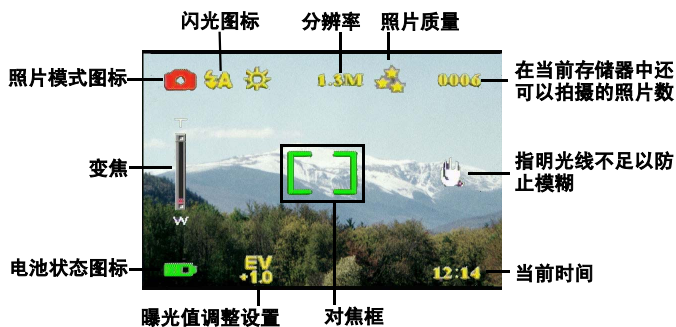 闪光图标
分辨率
照片质量
照片模式图标
A
1.3M
0006
在当前存储器中还
可以拍摄的照片数
T
变焦
指明光线不足以防
止模糊
W
电池状态图标
EV
+1.0
12:14
当前时间
曝光值调整设置
对焦框